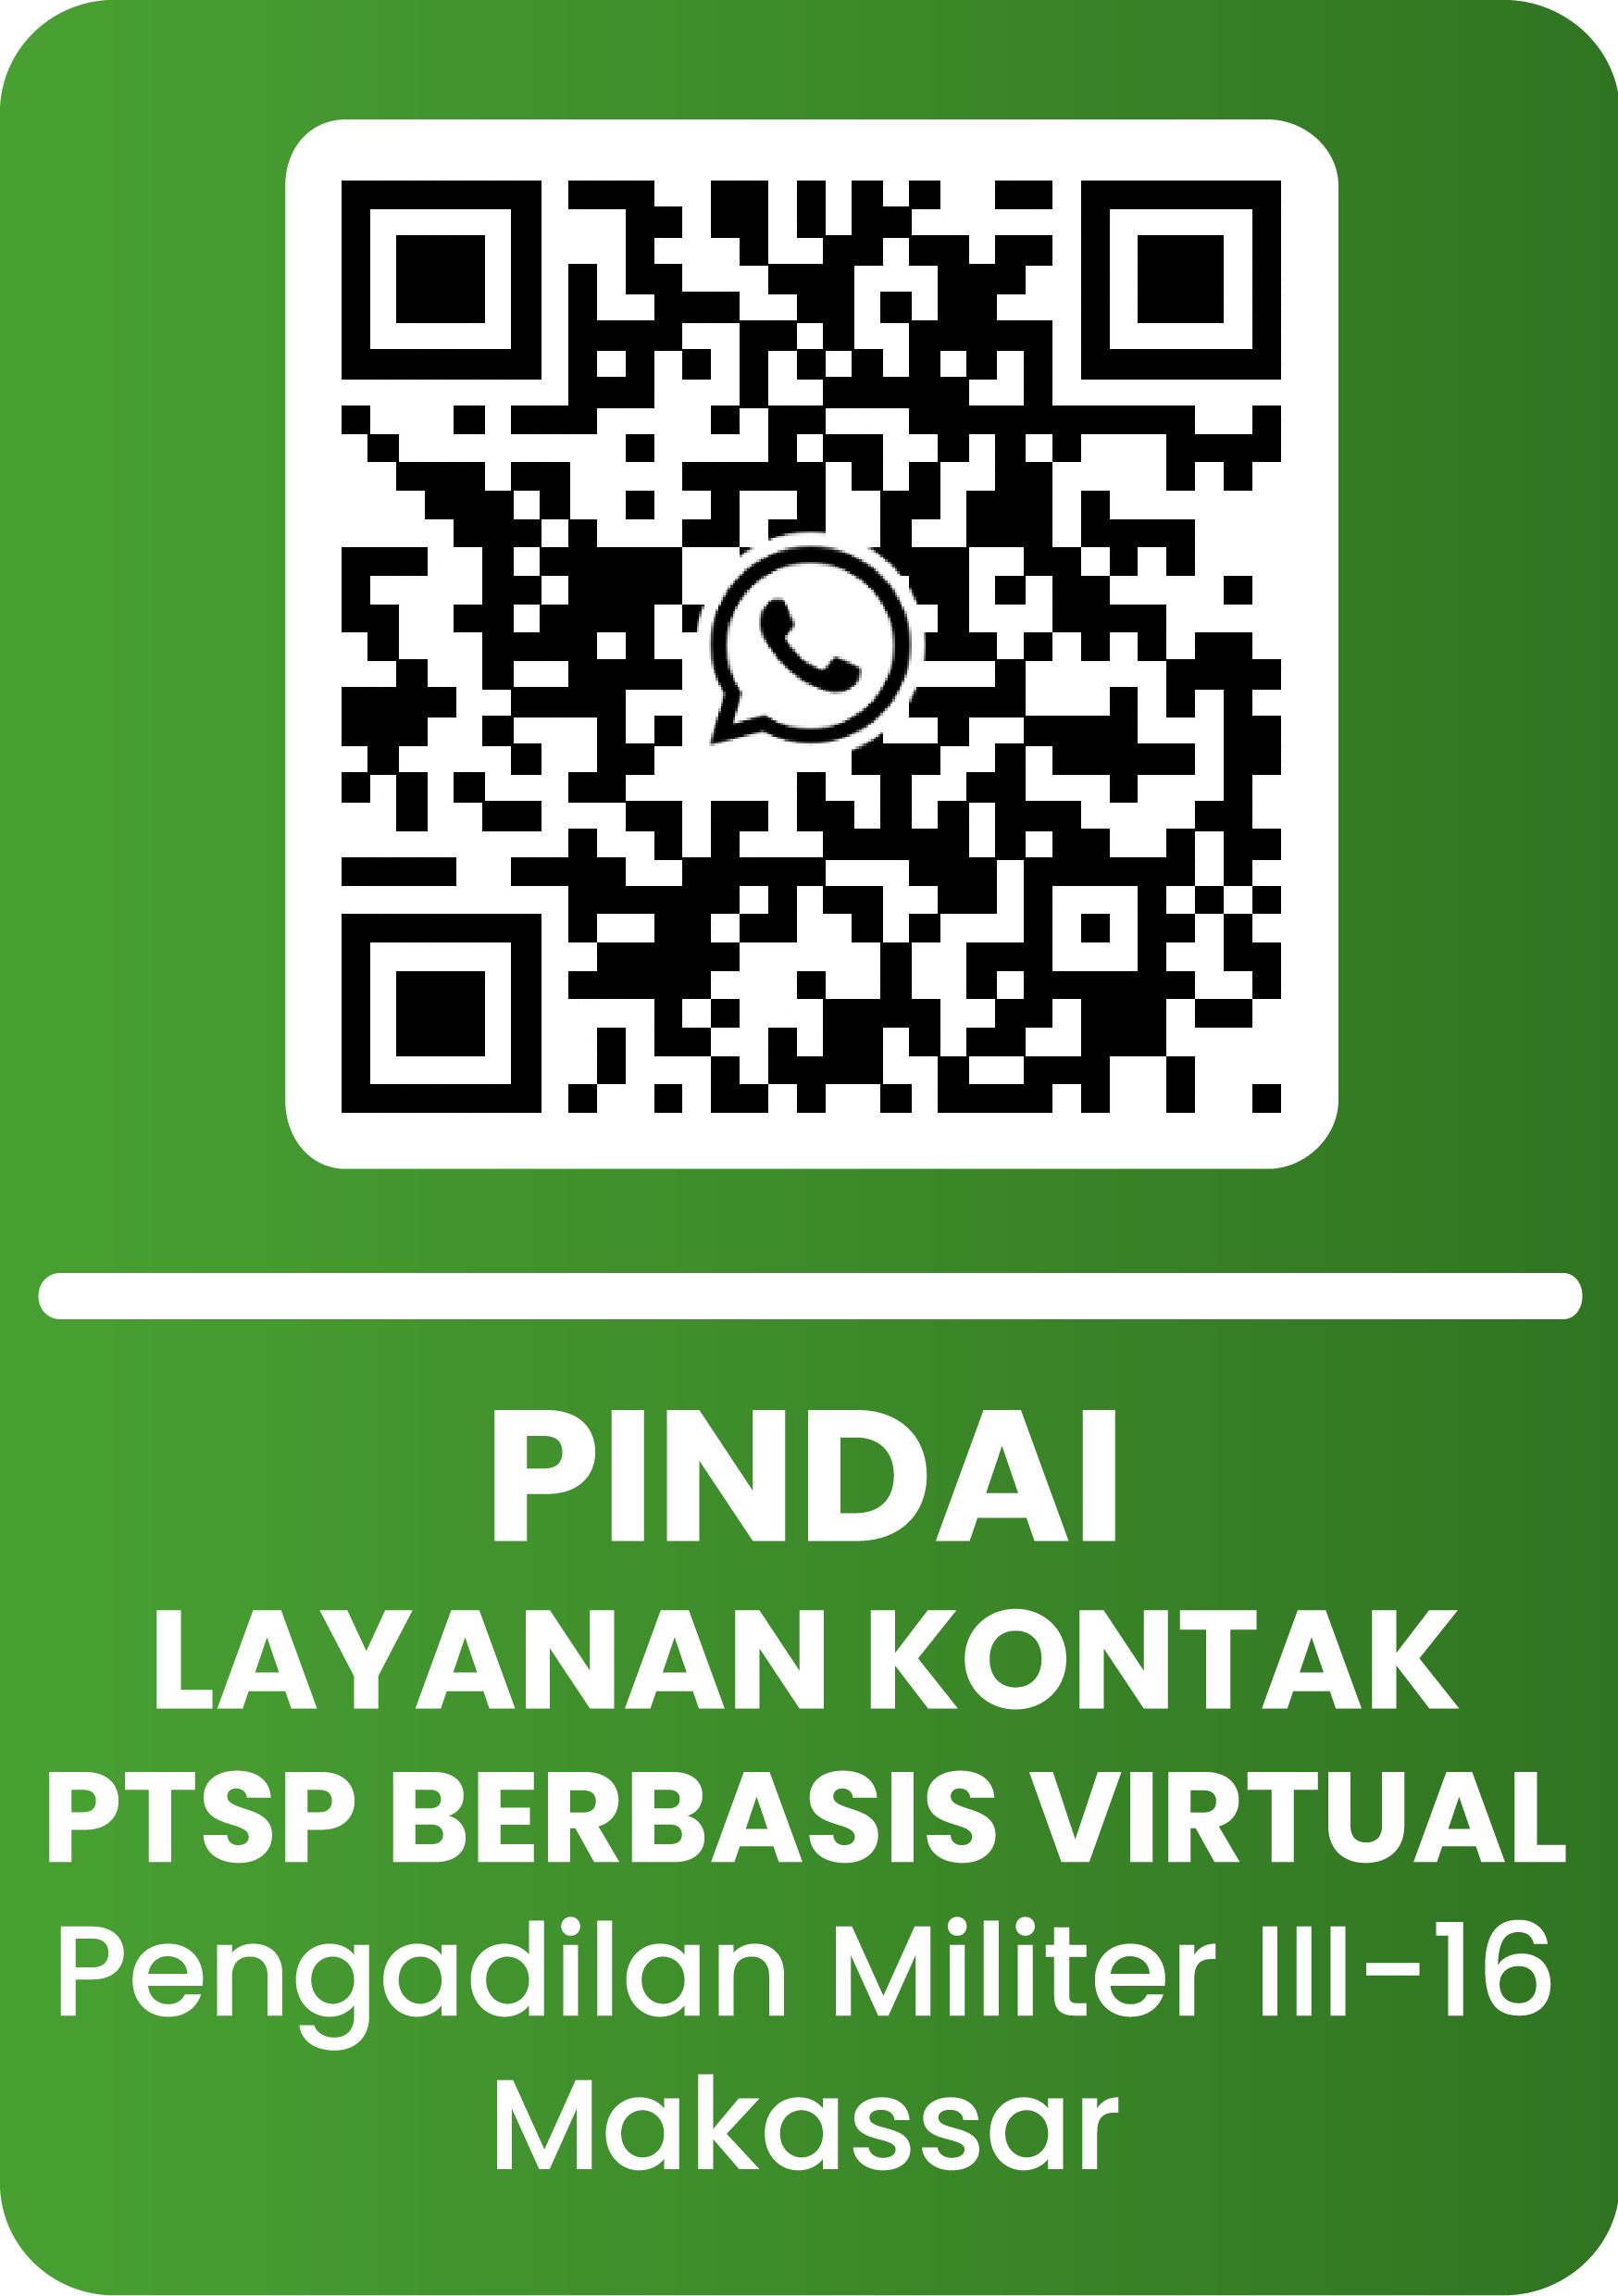 PINDAI
LAYANAN KONTAK
PTSP BERBASIS VIRTUAL
Pengadilan Militer III-16
Makassar